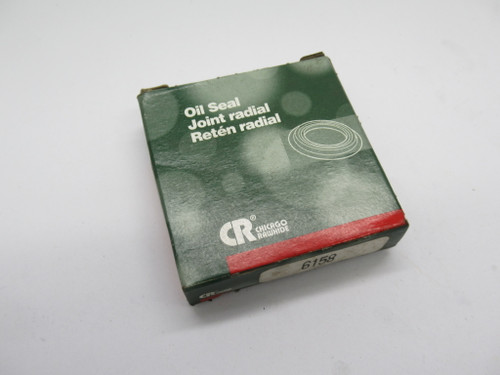 Oil Seal
Joint radial
Retén radial
CR®
CHICAGO
RAWHIDE
6158